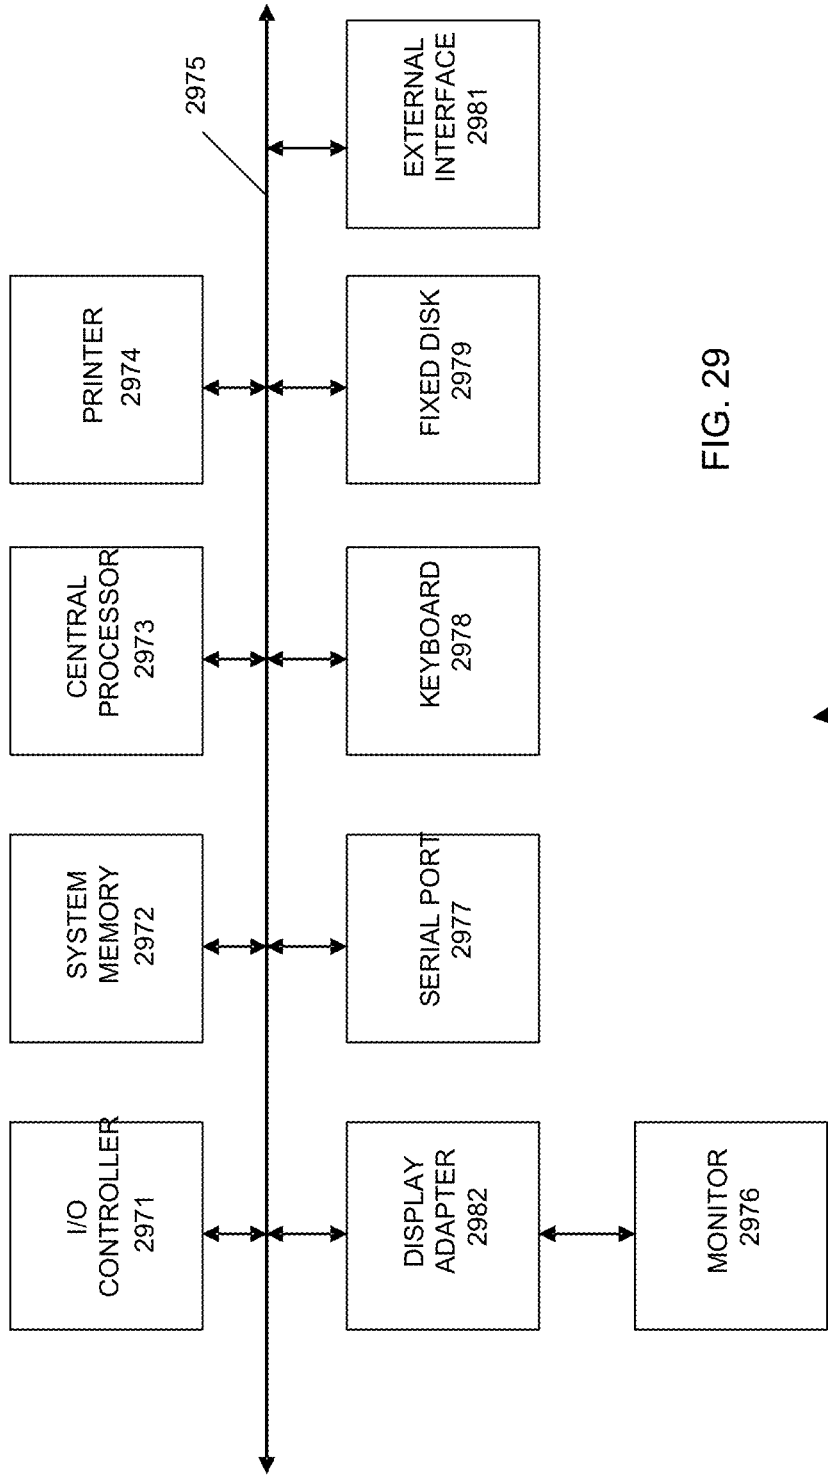 I/O
CONTROLLER
2971
SYSTEM
MEMORY
2972
CENTRAL
PROCESSOR
2973
PRINTER
2974
2975
DISPLAY
ADAPTER
2982
SERIAL PORT
2977
KEYBOARD
2978
FIXED DISK
2979
EXTERNAL
INTERFACE
2981
MONITOR
2976
FIG. 29